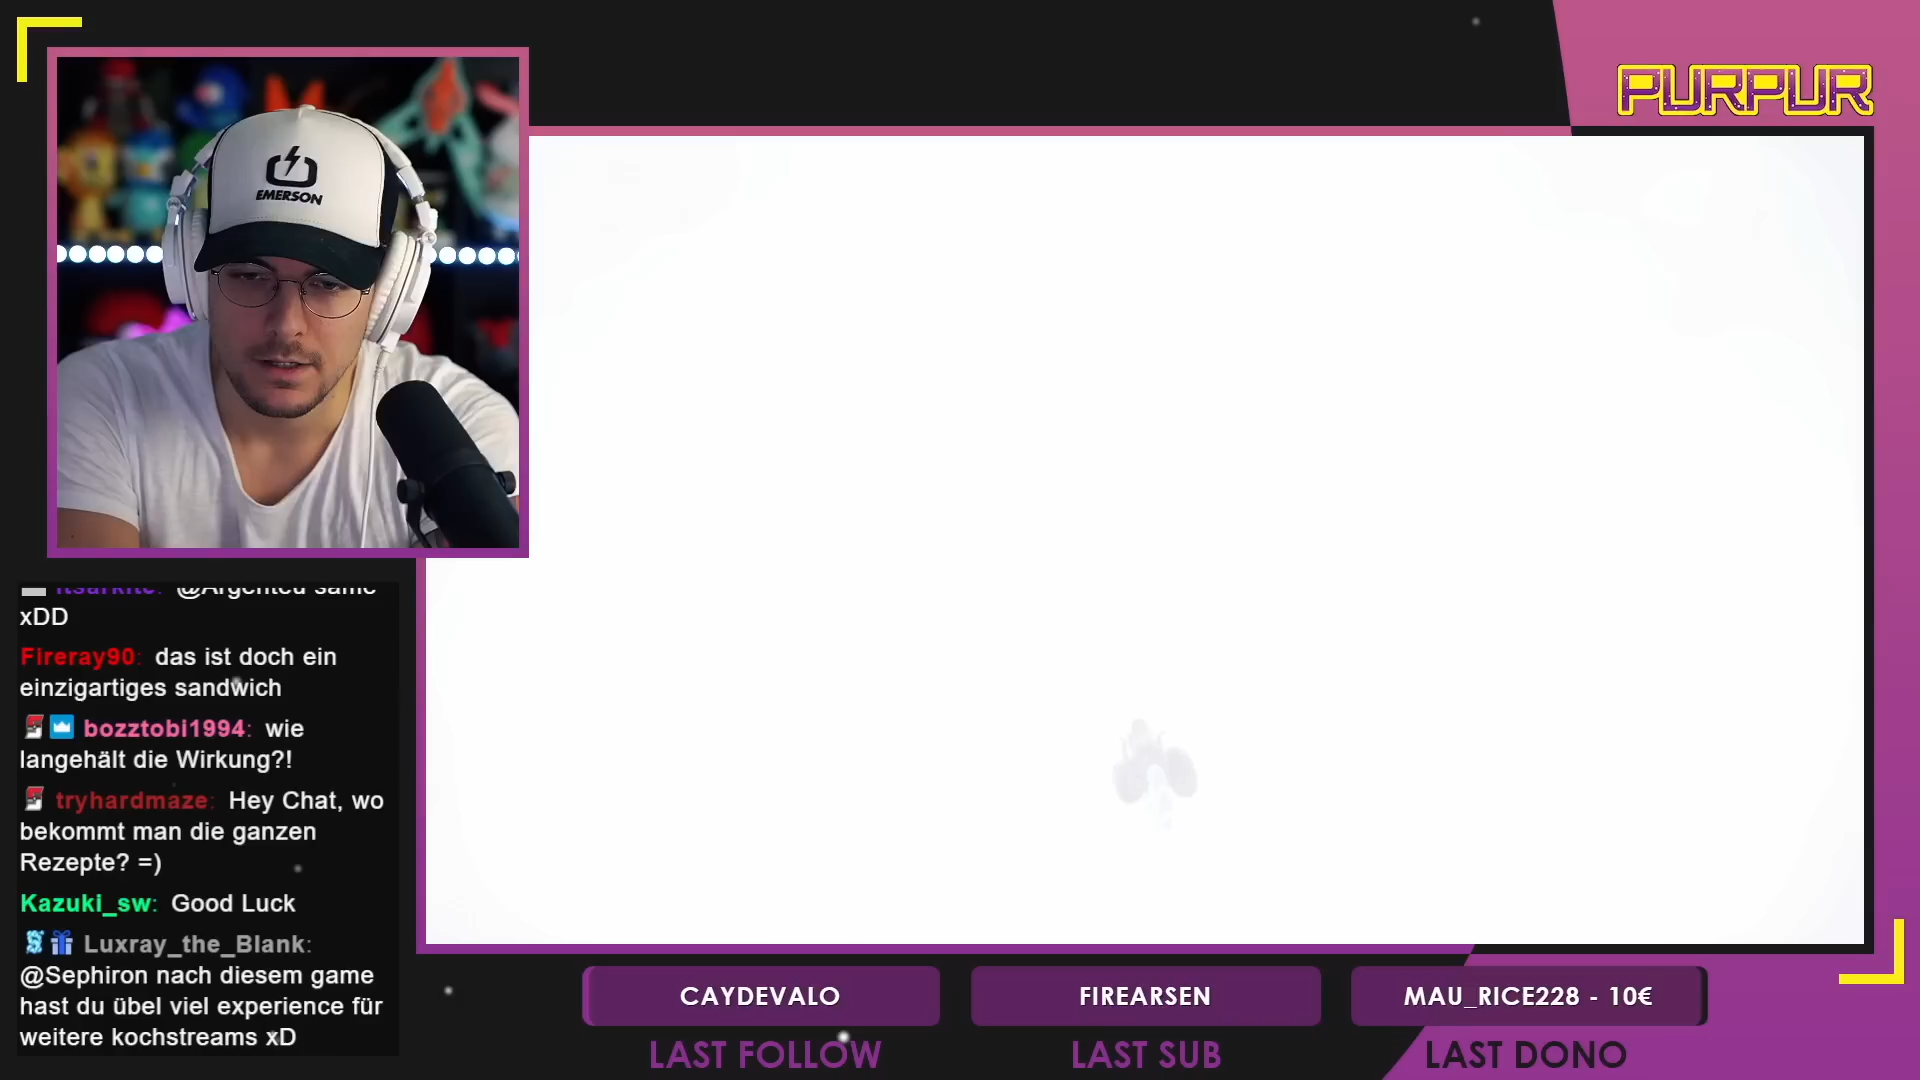 PURPUR
EMERSON
@Argenteu same
xDD
Fireray90: das ist doch ein
einzigartiges sandwich
bozztobi1994: wie
langehält die Wirkung?!
tryhardmaze: Hey Chat, wo
bekommt man die ganzen
Rezepte? =)
Kazuki_sw: Good Luck
Luxray_the_Blank:
@Sephiron nach diesem game
hast du übel viel experience für
weitere kochstreams xD
CAYDEVALO
FIREARSEN
MAU_RICE228 - 10€
LAST FOLLOW
LAST SUB
LAST DONO